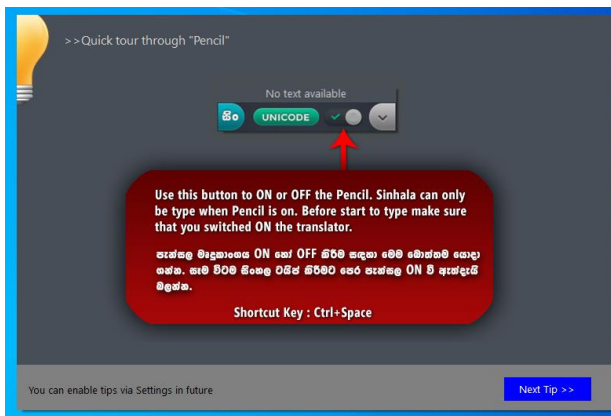 >>Quick tour through "Pencil"
No text available
සිං UNICODE
Use this button to ON or OFF the Pencil. Sinhala can only
be type when Pencil is on. Before start to type make sure
that you switched ON the translator.
පැන්සල මෘදුකාංගය ON හෝ OFF කිරීම සඳහා මෙම බොත්තම යොදා
ගන්න. සෑම විටම සිංහල ටයිප් කිරීමට පෙර පැන්සල ON වී ඇත්දැයි
බලන්න.
Shortcut Key : Ctrl+Space
You can enable tips via Settings in future
Next Tip >>